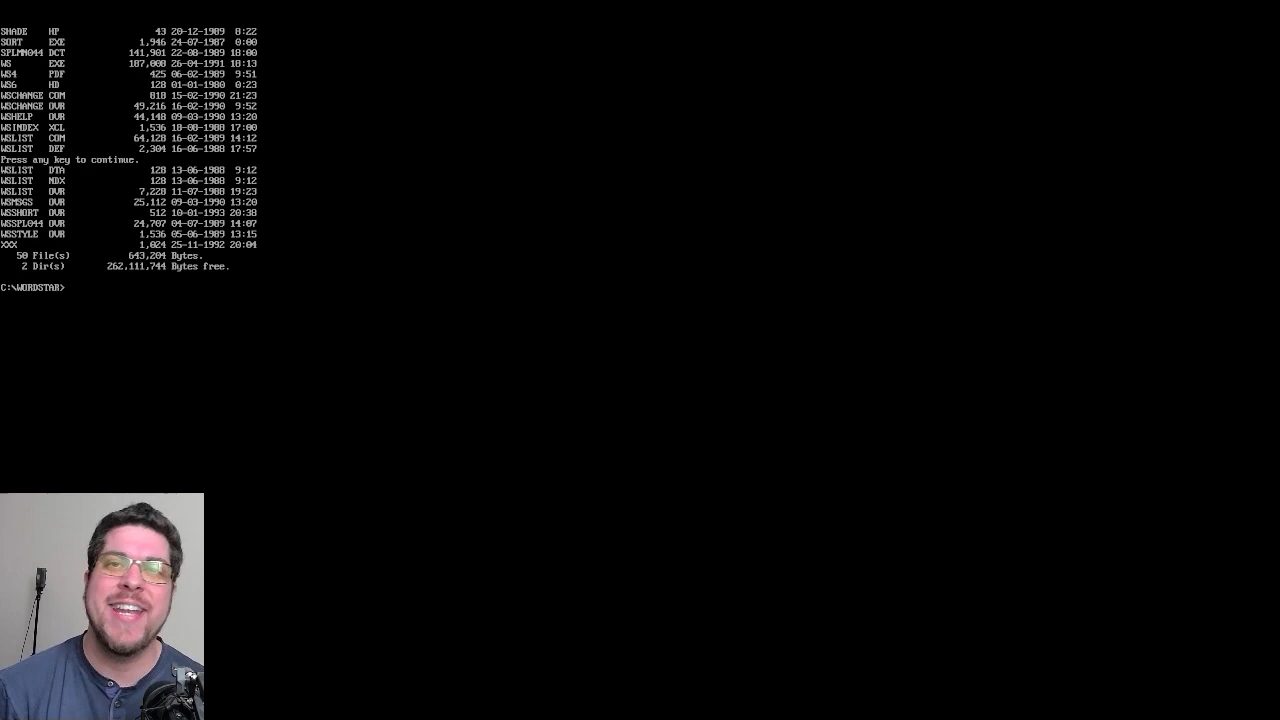 SHADE    HP                  43 20-12-1989  8:22
SORT     EXE              1,946 24-07-1987  0:00
SPLMN044 DCT            141,901 22-08-1989 18:00
WS       EXE            187,008 26-04-1991 18:13
WS4      PDF                425 06-02-1989  9:51
WS6      HD                 128 01-01-1980  0:23
WSCHANGE COM                818 15-02-1990 21:23
WSCHANGE OVR             49,216 16-02-1990  9:52
WSHELP   OVR             44,148 09-03-1990 13:20
WSINDEX  XCL              1,536 18-08-1988 17:00
WSLIST   COM             64,128 16-02-1989 14:12
WSLIST   DEF              2,304 16-06-1988 17:57
Press any key to continue.
WSLIST   DTA                128 13-06-1988  9:12
WSLIST   NDX                128 13-06-1988  9:12
WSLIST   OVR              7,228 11-07-1988 19:23
WSMSGS   OVR             25,112 09-03-1990 13:20
WSSHORT  OVR                512 10-01-1993 20:38
WSSPL044 OVR             24,707 04-07-1989 14:07
WSSTYLE  OVR              1,536 05-06-1989 13:15
XXX                       1,024 25-11-1992 20:04
   50 File(s)           643,204 Bytes.
    2 Dir(s)        262,111,744 Bytes free.
C:\WORDSTAR>